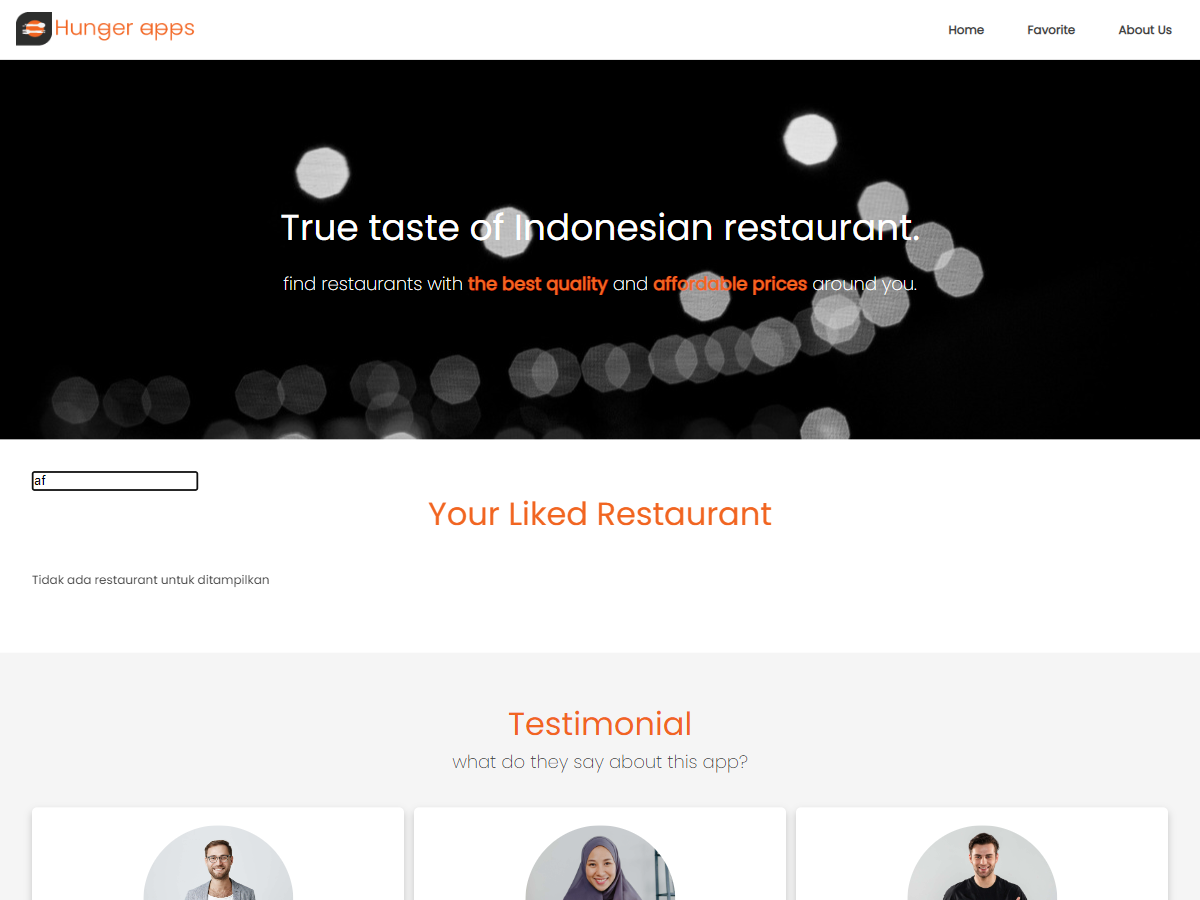 Hunger apps
Home
Favorite
About Us
True taste of Indonesian restaurant.
find restaurants with the best quality and affordable prices around you.
af
Your Liked Restaurant
Tidak ada restaurant untuk ditampilkan
Testimonial
what do they say about this app?